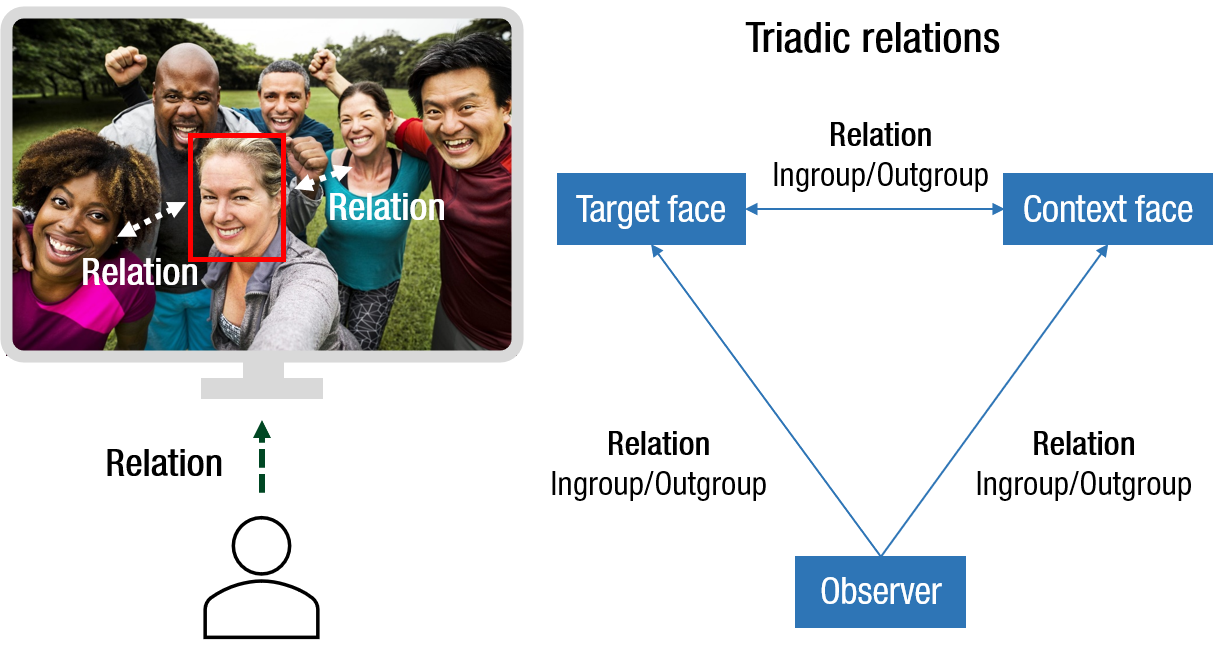 Relation
Relation
Relation
Triadic relations
Relation
Ingroup/Outgroup
Target face
Context face
Relation
Ingroup/Outgroup
Relation
Ingroup/Outgroup
Observer